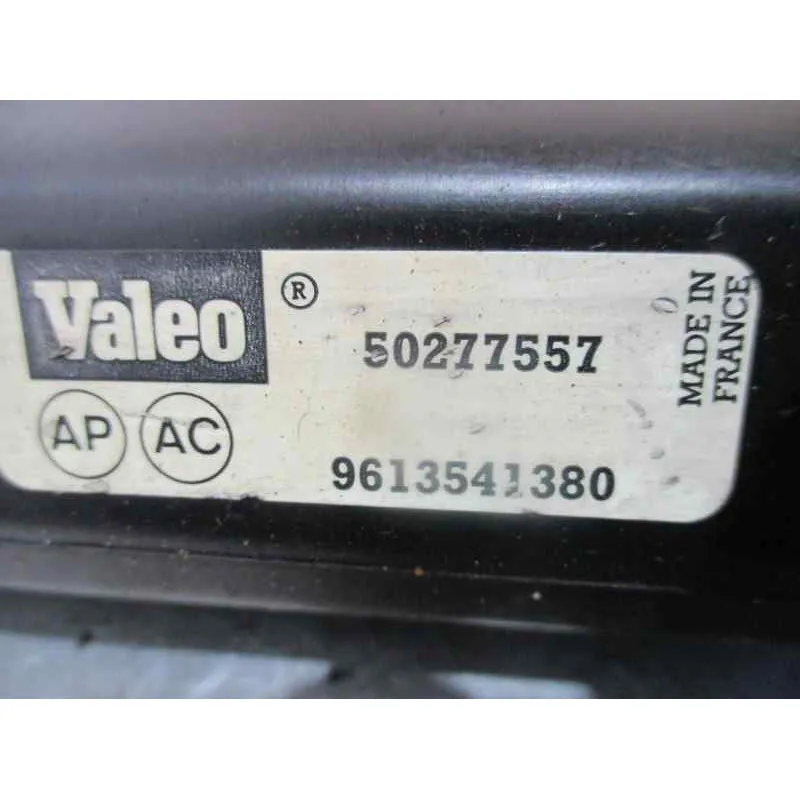 Valeo ®
50277557
AP AC
9613541380
MADE IN
FRANCE